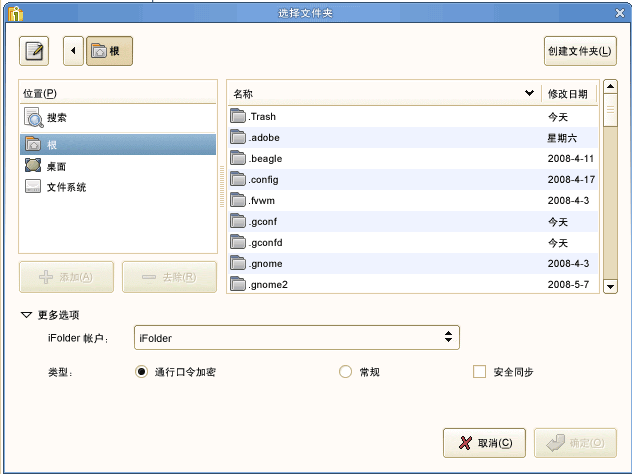 选择文件夹
根
创建文件夹(L)
位置(P)
搜索
根
桌面
文件系统
添加(A)
去除(R)
名称 修改日期
.Trash 今天
.adobe 星期六
.beagle 2008-4-11
.config 2008-4-17
.fvwm 2008-4-3
.gconf 今天
.gconfd 今天
.gnome 2008-4-3
.gnome2 2008-5-7
更多选项
iFolder 帐户: iFolder
类型: 通行口令加密 常规 安全同步
取消(C) 确定(O)